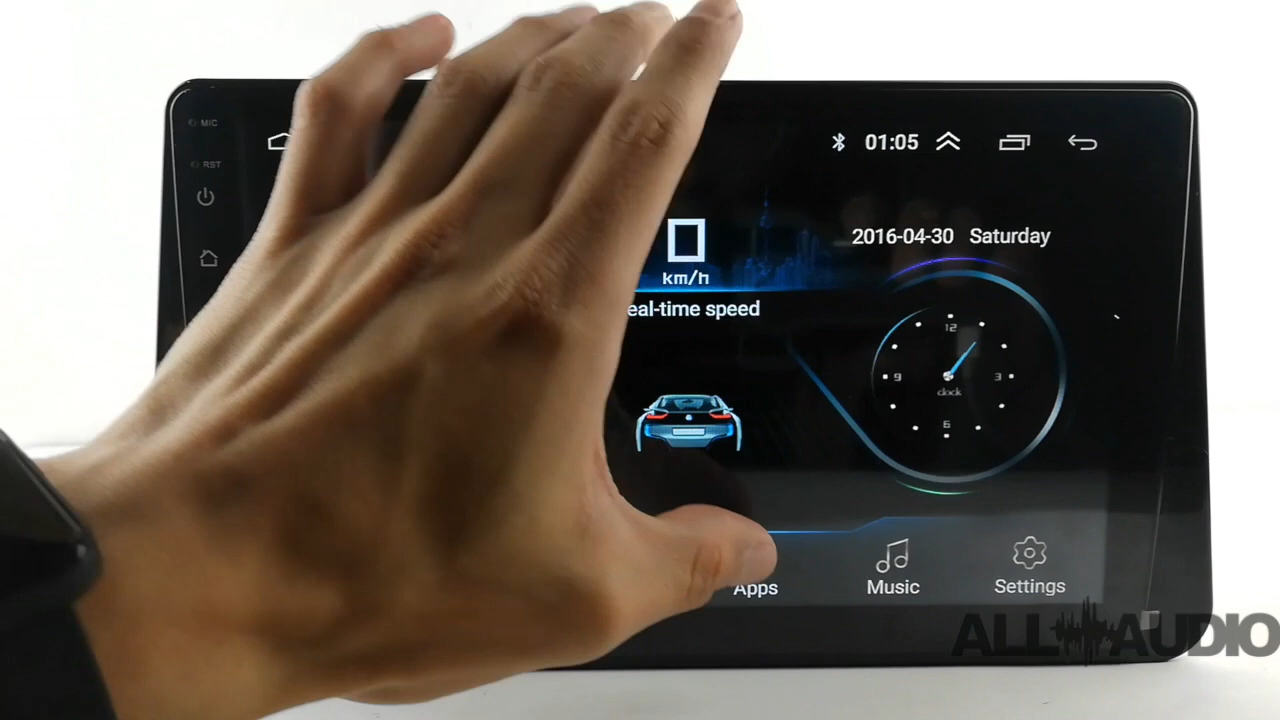 MIC
RST
01:05
0
km/h
eal-time speed
2016-04-30 Saturday
12
9
3
clock
6
Apps
Music
Settings
ALL AUDIO